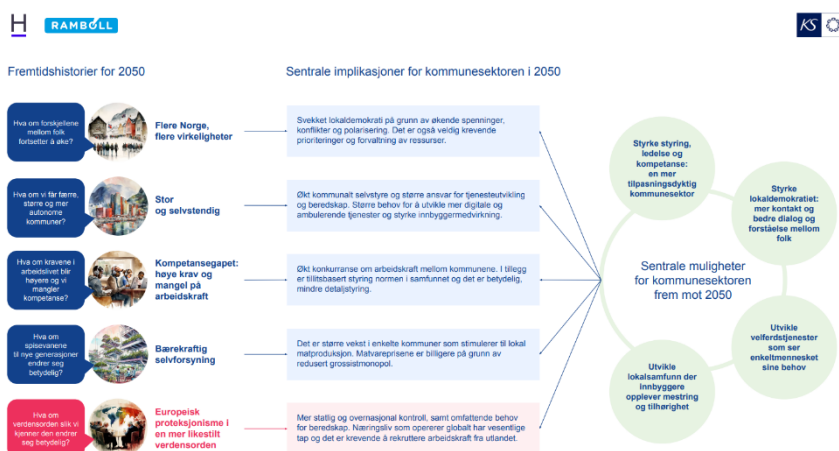 H
RAMBOLL
KS
Fremtidshistorier for 2050
Sentrale implikasjoner for kommunesektoren i 2050
Hva om forskjellene
mellom folk
fortsetter å øke?
Flere Norge,
flere virkeligheter
Svekket lokaldemokrati på grunn av økende spenninger,
konflikter og polarisering. Det er også veldig krevende
prioriteringer og forvaltning av ressurser.
Hva om vi får færre,
større og mer
autonome
kommuner?
Stor
og selvstendig
Økt kommunalt selvstyre og større ansvar for tjenesteutvikling
og beredskap. Større behov for å utvikle mer digitale og
ambulerende tjenester og styrke innbyggermedvirkning.
Hva om kravene i
arbeidslivet blir
høyere og vi
mangler
kompetanse?
Kompetansegapet:
høye krav og
mangel på
arbeidskraft
Økt konkurranse om arbeidskraft mellom kommunene. I tillegg
er tillitsbasert styring normen i samfunnet og det er betydelig,
mindre detaljstyring.
Hva om
spisevanene
til nye generasjoner
endrer seg
betydelig?
Bærekraftig
selvforsyning
Det er større vekst i enkelte kommuner som stimulerer til lokal
matproduksjon. Matvareprisene er billigere på grunn av
redusert grossistmonopol.
Hva om
verdensorden slik vi
kjenner den endrer
seg betydelig?
Europeisk
proteksjonisme i
en mer likestilt
verdensorden
Mer statlig og overnasjonal kontroll, samt omfattende behov
for beredskap. Næringsliv som opererer globalt har vesentlige
tap og det er krevende å rekruttere arbeidskraft fra utlandet.
Styrke styring,
ledelse og
kompetanse:
en mer
tilpasningsdyktig
kommunesektor
Styrke
lokaldemokratiet:
mer kontakt og
bedre dialog og
forståelse mellom
folk
Sentrale muligheter
for kommunesektoren
frem mot 2050
Utvikle
velferdstjenester
som ser
enkeltmennesket
sine behov
Utvikle
lokalsamfunn der
innbyggere
opplever mestring
og tilhørighet